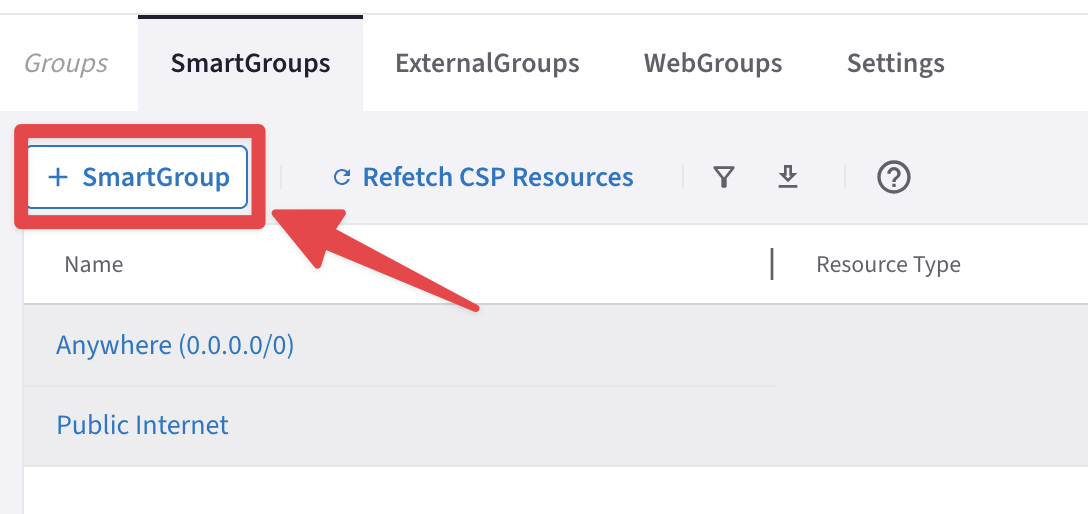 Groups SmartGroups ExternalGroups WebGroups Settings
+ SmartGroup Refetch CSP Resources ?
Name Resource Type
Anywhere (0.0.0.0/0)
Public Internet